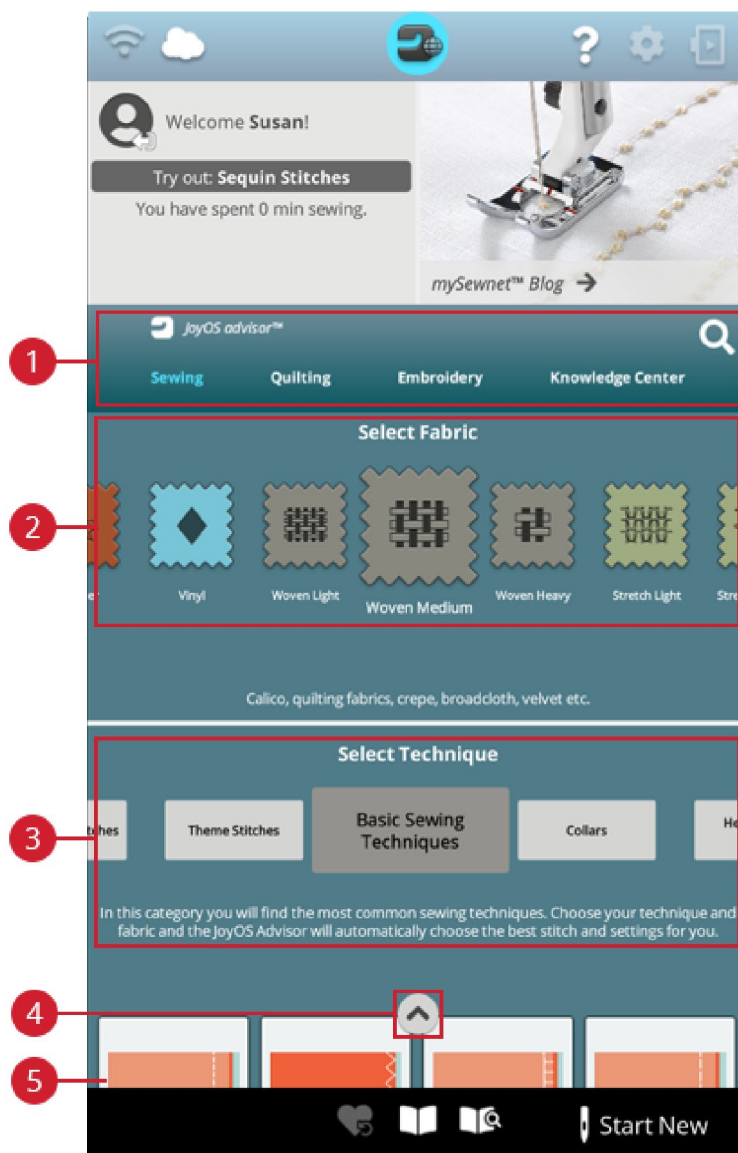 Welcome Susan!
Try out: Sequin Stitches
You have spent 0 min sewing.
mySewnet™ Blog →
1
JoyOS advisor™
Sewing Quilting Embroidery Knowledge Center
Select Fabric
2
er Vinyl Woven Light Woven Medium Woven Heavy Stretch Light Stre
Calico, quilting fabrics, crepe, broadcloth, velvet etc.
Select Technique
3
tches Theme Stitches Basic Sewing Collars He
Techniques
In this category you will find the most common sewing techniques. Choose your technique and
fabric and the JoyOS Advisor will automatically choose the best stitch and settings for you.
4
5
Start New